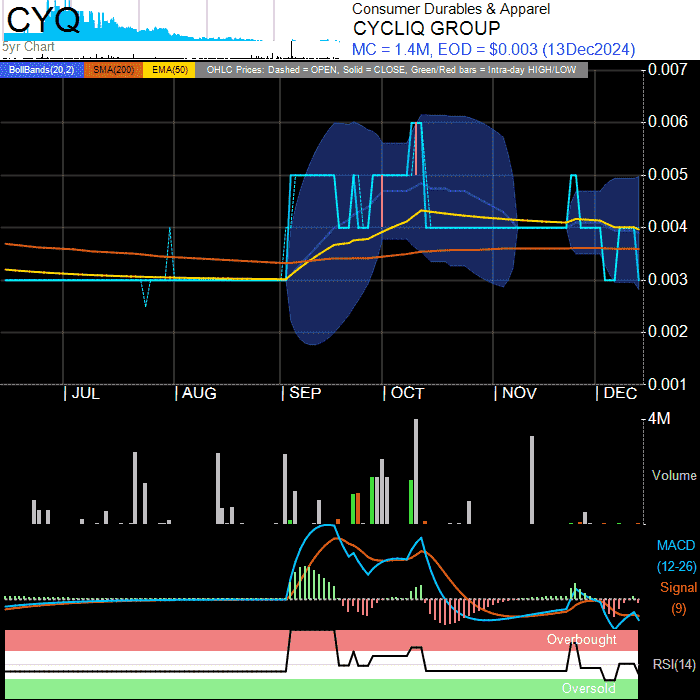 CYQ
Consumer Durables & Apparel
CYCLIQ GROUP
5yr Chart
MC = 1.4M, EOD = $0.003 (13Dec2024)
BollBands(20,2) SMA(200) EMA(50) OHLC Prices: Dashed = OPEN, Solid = CLOSE, Green/Red bars = Intra-day HIGH/LOW
0.007
0.006
0.005
0.004
0.003
0.002
0.001
| JUL | AUG | SEP | OCT | NOV | DEC
4M
Volume
MACD
(12-26)
Signal
(9)
Overbought
RSI(14)
Oversold